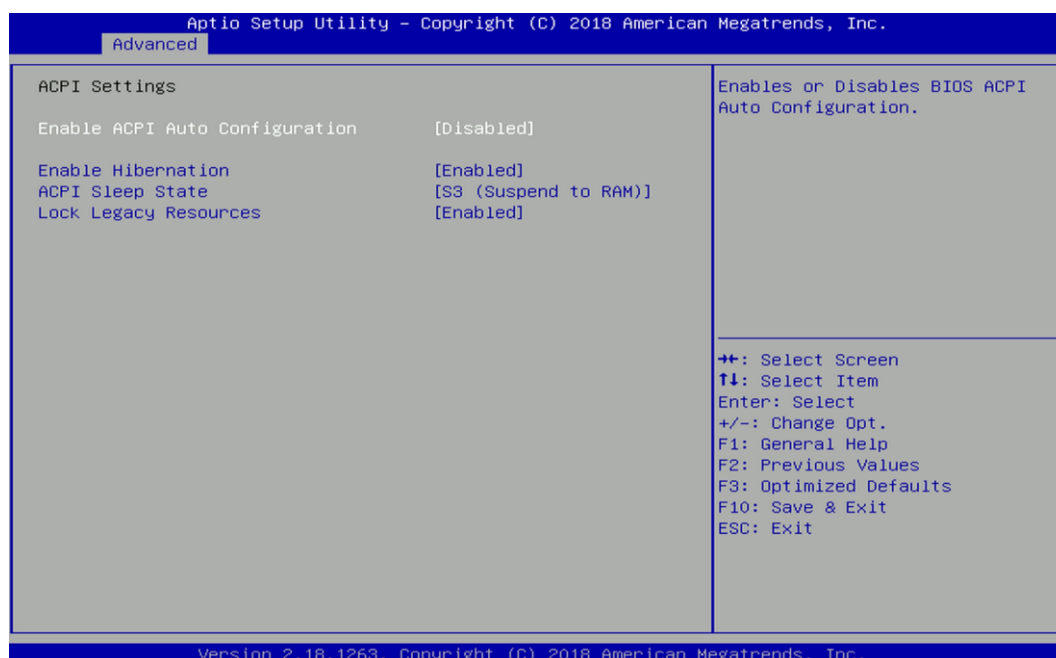 Aptio Setup Utility – Copyright (C) 2018 American Megatrends, Inc.
Advanced
ACPI Settings
Enable ACPI Auto Configuration [Disabled]
Enable Hibernation [Enabled]
ACPI Sleep State [S3 (Suspend to RAM)]
Lock Legacy Resources [Enabled]
Enables or Disables BIOS ACPI
Auto Configuration.
→←: Select Screen
↑↓: Select Item
Enter: Select
+/-: Change Opt.
F1: General Help
F2: Previous Values
F3: Optimized Defaults
F10: Save & Exit
ESC: Exit
Version 2.18.1263. Copyright (C) 2018 American Megatrends, Inc.